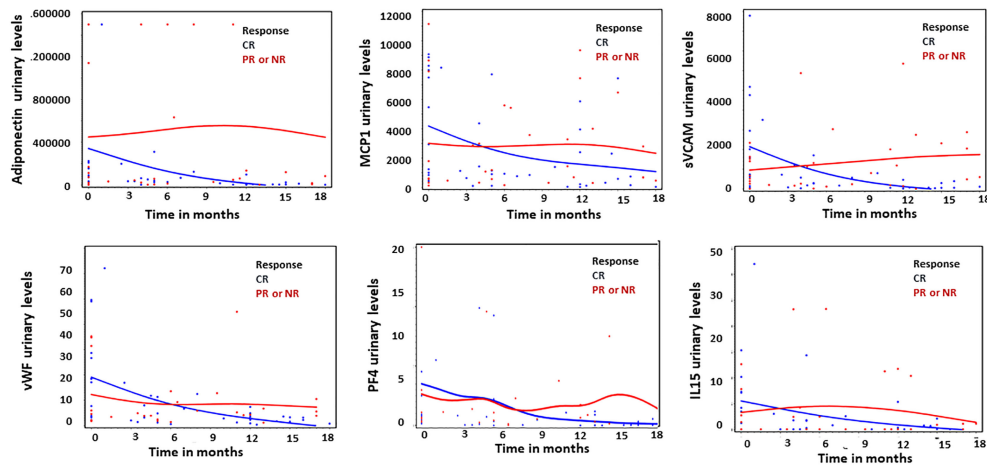 Adiponectin urinary levels
.600000
.200000
800000
400000
0
Response
CR
PR or NR
0 3 6 9 12 15 18
Time in months
MCP1 urinary levels
12000
10000
8000
6000
4000
2000
0
Response
CR
PR or NR
0 3 6 9 12 15 18
Time in months
sVCAM urinary levels
8000
6000
4000
2000
0
Response
CR
PR or NR
0 3 6 9 12 15 18
Time in months
vWF urinary levels
70
60
50
40
30
20
10
0
Response
CR
PR or NR
0 3 6 9 12 15 18
Time in months
PF4 urinary levels
20
15
10
5
0
Response
CR
PR or NR
0 3 6 9 12 15 18
Time in months
IL15 urinary levels
50
30
20
10
0
Response
CR
PR or NR
0 3 6 9 12 15 18
Time in months